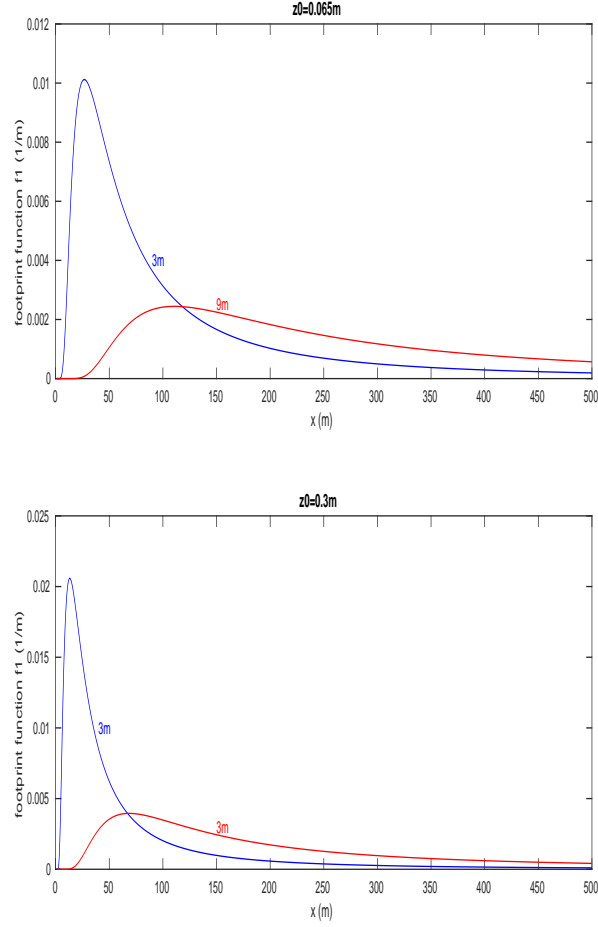 z0=0.065m
0.012
0.01
0.008
0.006
0.004
0.002
0
footprint function f1 (1/m)
3m
9m
0 50 100 150 200 250 300 350 400 450 500
x (m)
z0=0.3m
0.025
0.02
0.015
0.01
0.005
0
footprint function f1 (1/m)
3m
3m
0 50 100 150 200 250 300 350 400 450 500
x (m)